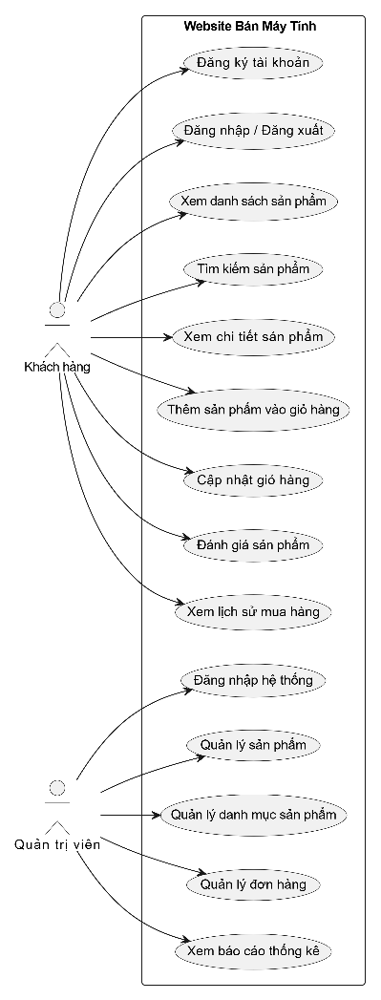 Website Bán Máy Tính
Đăng ký tài khoản
Đăng nhập / Đăng xuất
Xem danh sách sản phẩm
Tìm kiếm sản phẩm
Xem chi tiết sản phẩm
Khách hàng
Thêm sản phẩm vào giỏ hàng
Cập nhật giỏ hàng
Đánh giá sản phẩm
Xem lịch sử mua hàng
Đăng nhập hệ thống
Quản lý sản phẩm
Quản lý danh mục sản phẩm
Quản trị viên
Quản lý đơn hàng
Xem báo cáo thống kê